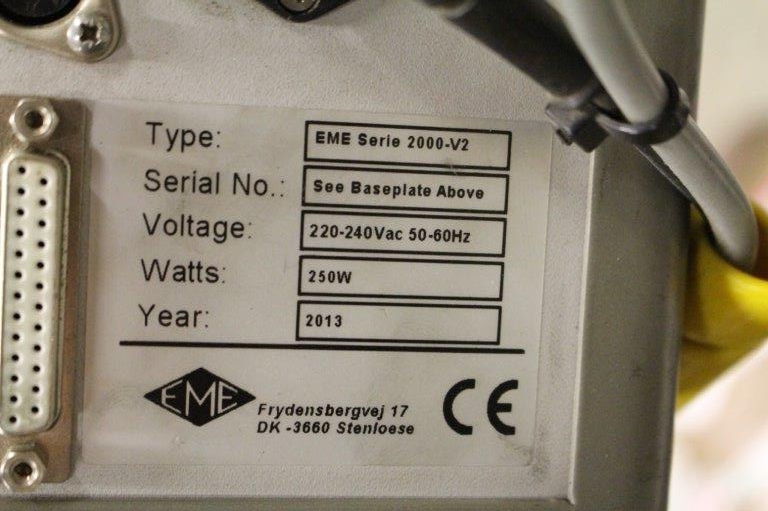 Type: EME Serie 2000-V2
Serial No.: See Baseplate Above
Voltage: 220-240Vac 50-60Hz
Watts: 250W
Year: 2013
EME
Frydensbergvej 17
DK -3660 Stenloese
CE